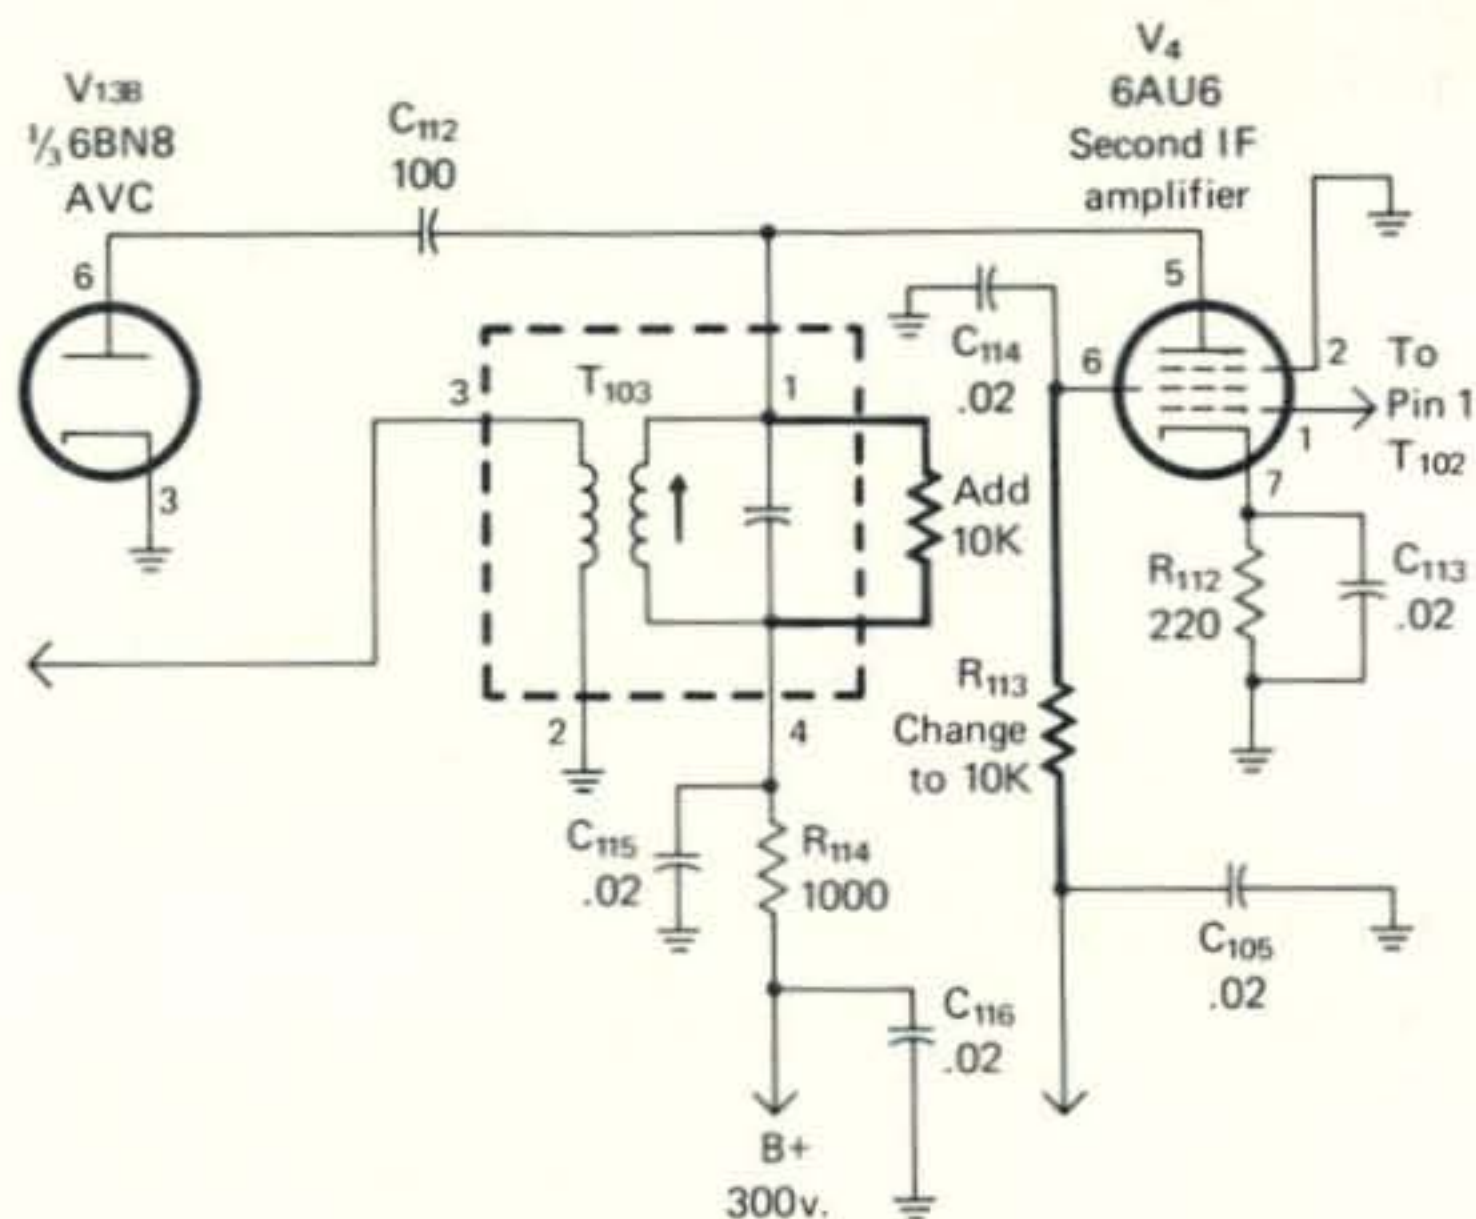 V13B
⅓ 6BN8
AVC
C112
100
V4
6AU6
Second IF
amplifier
6
3
5
6
2
1
7
To
Pin 1
T102
C114
.02
3
T103
1
Add
10K
R112
220
C113
.02
2
4
R113
Change
to 10K
C115
.02
R114
1000
C105
.02
C116
.02
B+
300v.